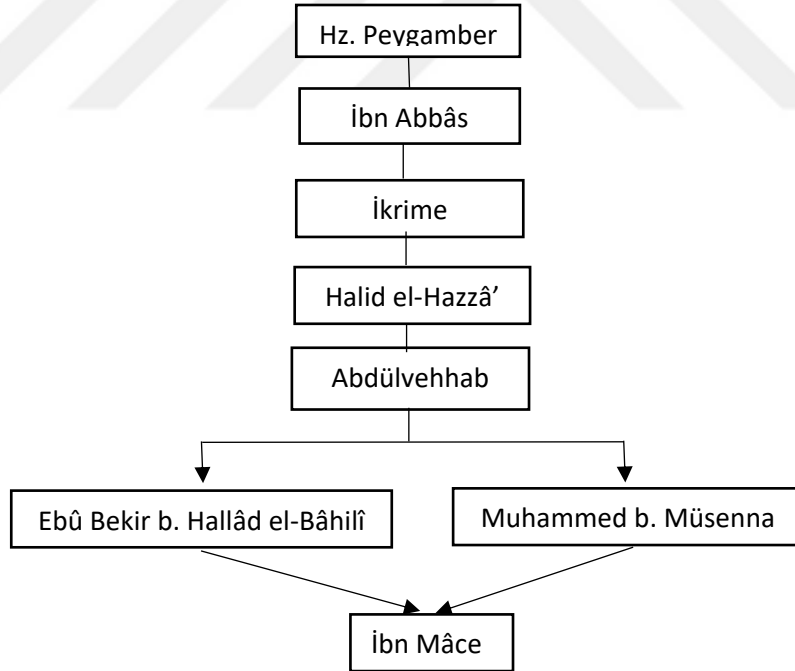 Hz. Peygamber
İbn Abbâs
İkrime
Halid el-Hazzâ’
Abdülvehhab
Ebû Bekir b. Hallâd el-Bâhilî
Muhammed b. Müsenna
İbn Mâce